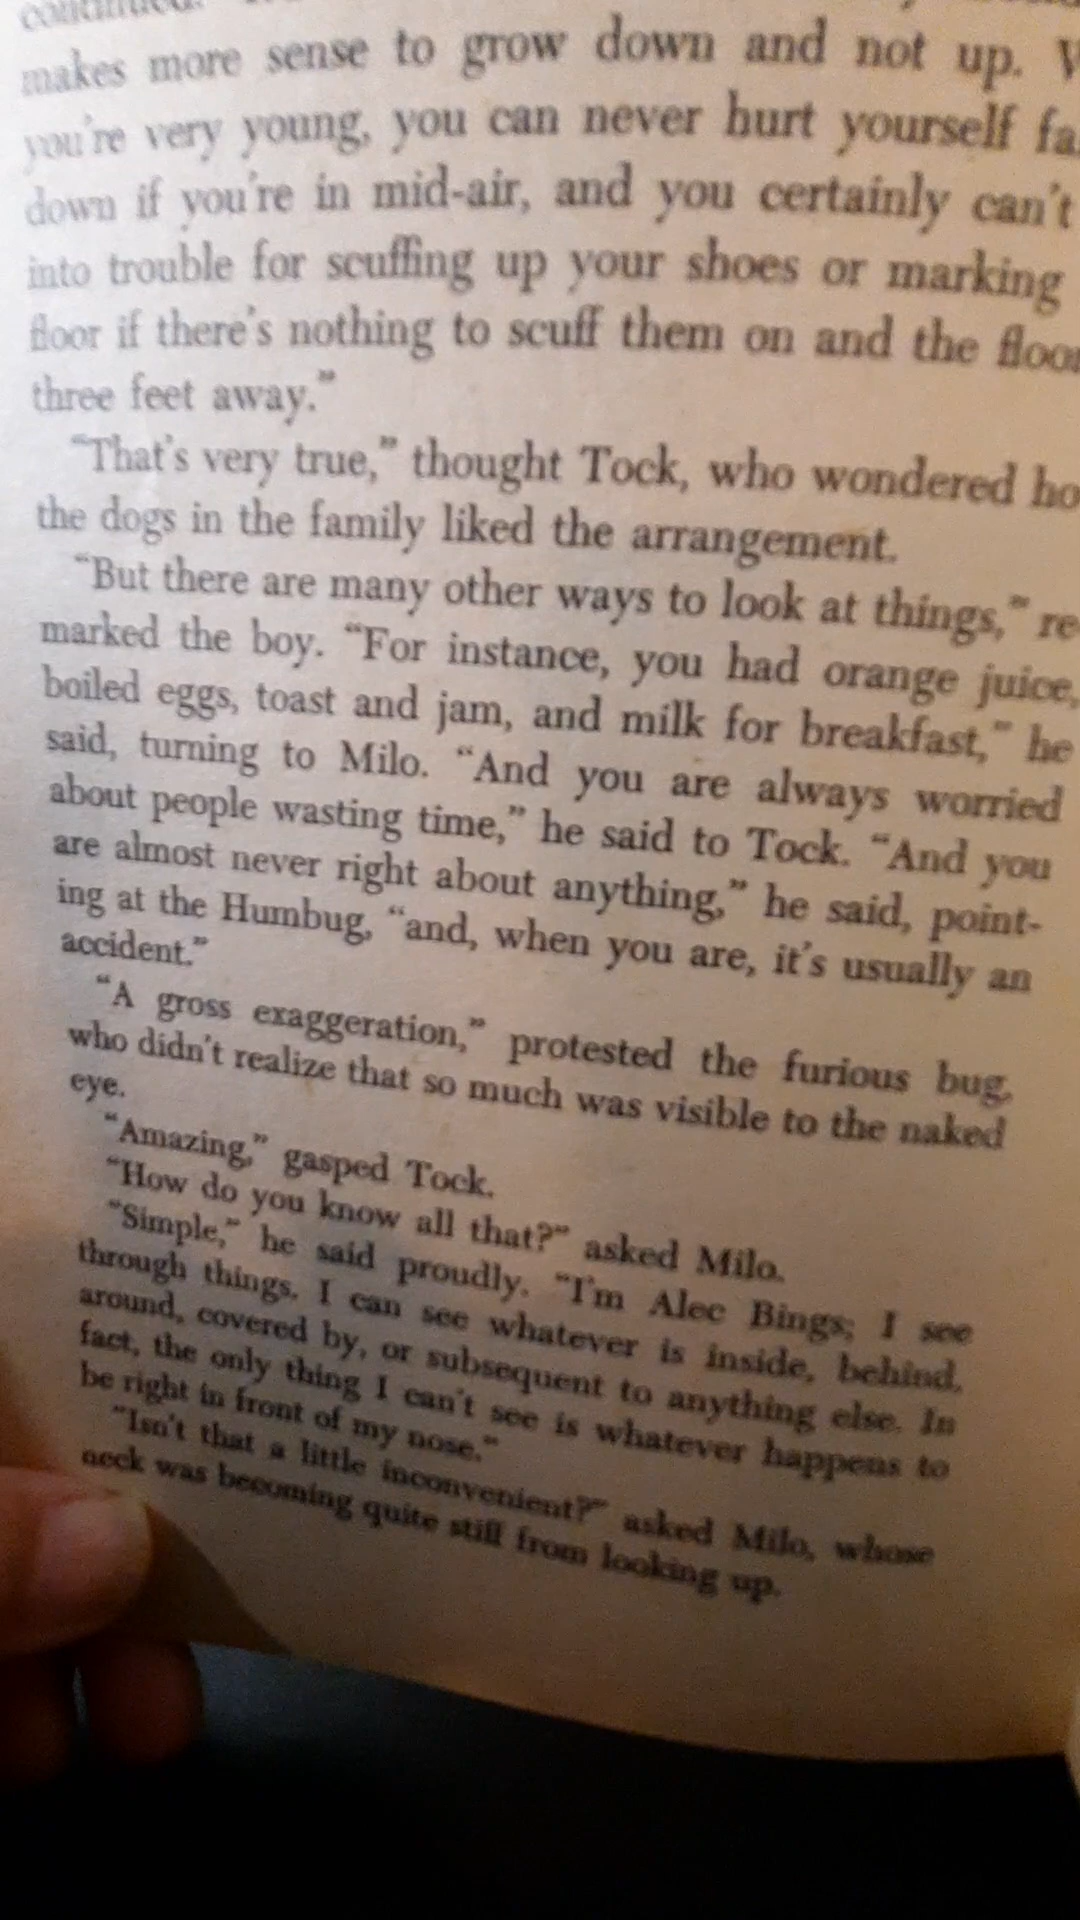 makes more sense to grow down and not up.
you're very young, you can never hurt yourself
down if you're in mid-air, and you certainly can't
into trouble for scuffing up your shoes or marking
floor if there's nothing to scuff them on and the floor
three feet away."
"That's very true," thought Tock, who wondered
the dogs in the family liked the arrangement.
"But there are many other ways to look at things," re-
marked the boy. "For instance, you had orange juice,
boiled eggs, toast and jam, and milk for breakfast," he
said, turning to Milo. "And you are always worried
about people wasting time," he said to Tock. "And you
are almost never right about anything," he said, point-
ing at the Humbug, "and, when you are, it's usually an
accident."
"A gross exaggeration," protested the furious bug,
who didn't realize that so much was visible to the naked
eye.
"Amazing," gasped Tock.
"How do you know all that?" asked Milo.
"Simple," he said proudly. "I'm Alec Bings; I see
through things. I can see whatever is inside, behind,
around, covered by, or subsequent to anything else. In
fact, the only thing I can't see is whatever happens to
be right in front of my nose."
"Isn't that a little inconvenient?" asked Milo, whose
neck was becoming quite stiff from looking up.